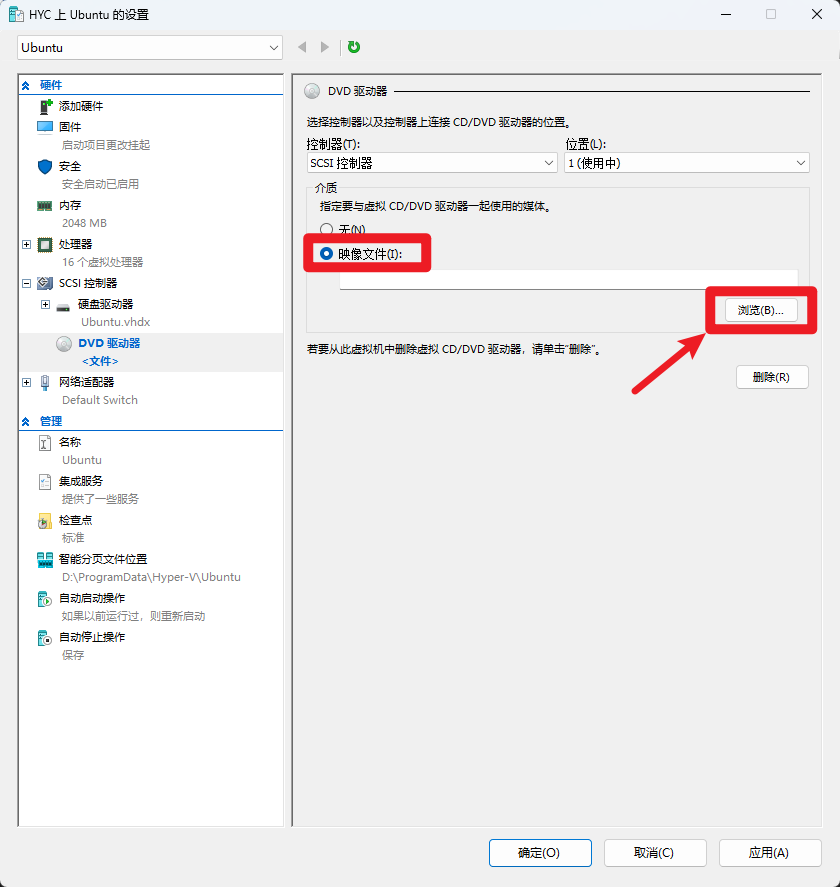 HYC 上 Ubuntu 的设置
Ubuntu
硬件
添加硬件
固件
启动项目更改挂起
安全
安全启动已启用
内存
2048 MB
处理器
16 个虚拟处理器
SCSI 控制器
硬盘驱动器
Ubuntu.vhdx
DVD 驱动器
<文件>
网络适配器
Default Switch
管理
名称
Ubuntu
集成服务
提供了一些服务
检查点
标准
智能分页文件位置
D:\ProgramData\Hyper-V\Ubuntu
自动启动操作
如果以前运行过，则重新启动
自动停止操作
保存
DVD 驱动器
选择控制器以及控制器上连接 CD/DVD 驱动器的位置。
控制器(T):
位置(L):
SCSI 控制器
1 (使用中)
介质
指定要与虚拟 CD/DVD 驱动器一起使用的媒体。
无(N)
映像文件(I):
浏览(B)...
若要从此虚拟机中删除虚拟 CD/DVD 驱动器，请单击“删除”。
删除(R)
确定(O)
取消(C)
应用(A)